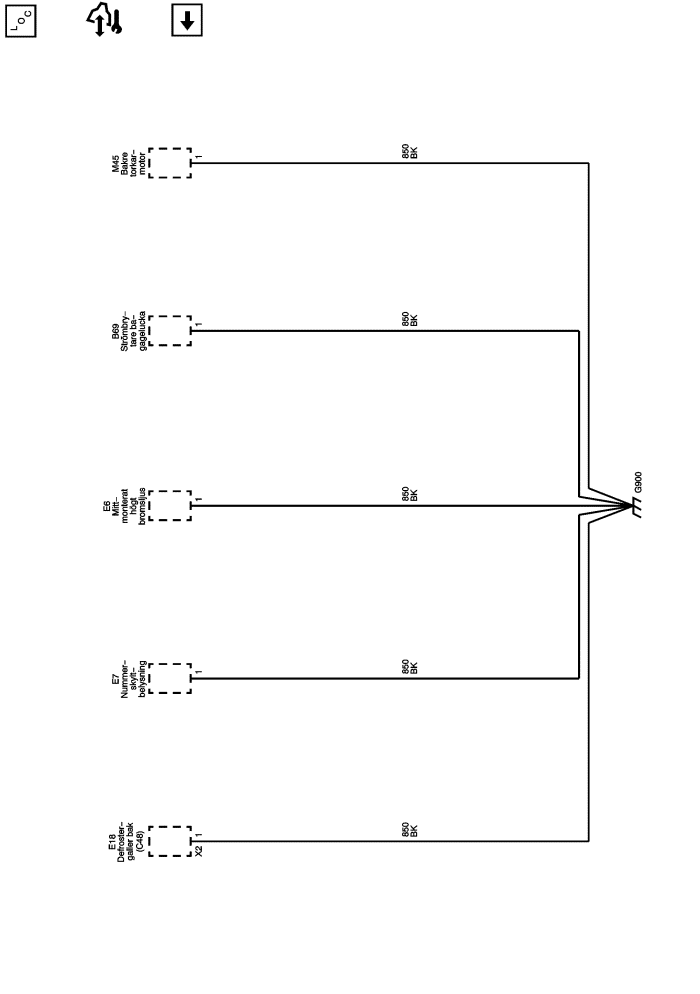 LOC
M45
Bakre
torkar–
motor
1
850
BK
B69
Strömbry–
tare ba–
gagelucka
1
850
BK
E6
Mitt–
monterat
högt
bromsljus
1
850
BK
G900
E7
Nummer–
skylt–
belysning
1
850
BK
E18
Defroster–
galler bak
(C48)
X2
1
850
BK